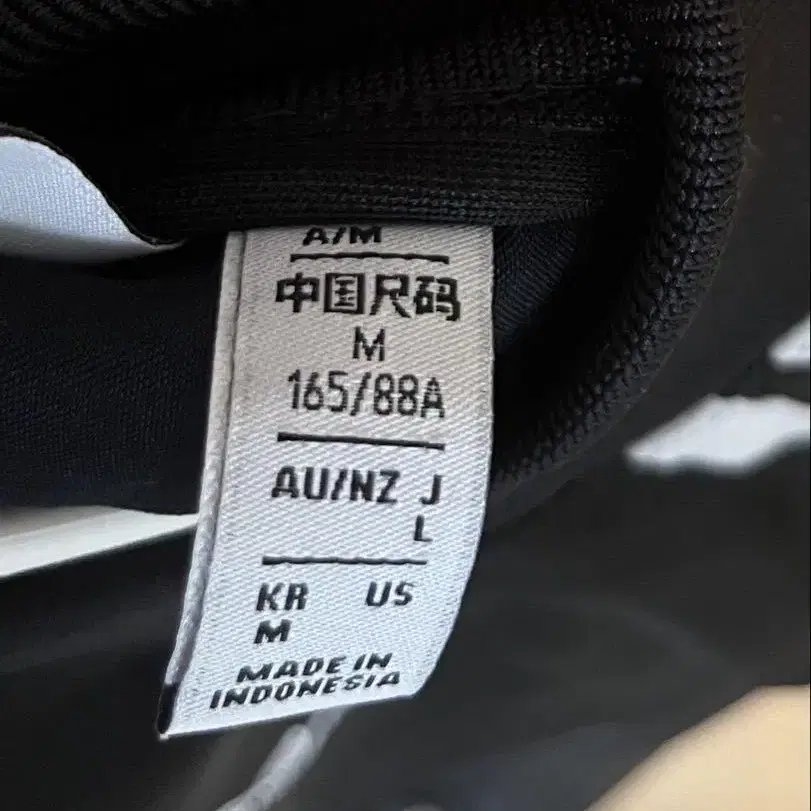 A/M
中国尺码
M
165/88A
AU/NZ J
L
KR US
M
MADE IN
INDONESIA